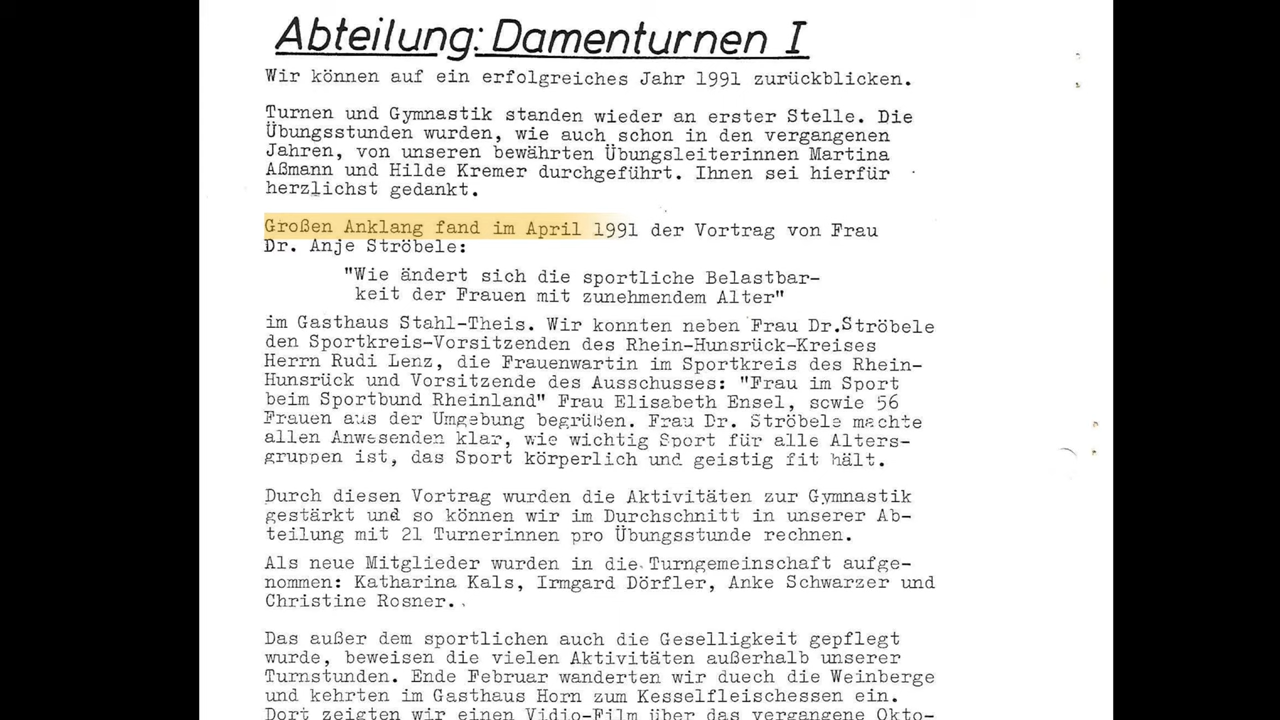 Abteilung: Damenturnen I
Wir können auf ein erfolgreiches Jahr 1991 zurückblicken.
Turnen und Gymnastik standen wieder an erster Stelle. Die
Übungsstunden wurden, wie auch schon in den vergangenen
Jahren, von unseren bewährten Übungsleiterinnen Martina
Aßmann und Hilde Kremer durchgeführt. Ihnen sei hierfür
herzlichst gedankt.
Großen Anklang fand im April 1991 der Vortrag von Frau
Dr. Anje Ströbele:
"Wie ändert sich die sportliche Belastbar-
keit der Frauen mit zunehmendem Alter"
im Gasthaus Stahl-Theis. Wir konnten neben Frau Dr.Ströbele
den Sportkreis-Vorsitzenden des Rhein-Hunsrück-Kreises
Herrn Rudi Lenz, die Frauenwartin im Sportkreis des Rhein-
Hunsrück und Vorsitzende des Ausschusses: "Frau im Sport
beim Sportbund Rheinland" Frau Elisabeth Ensel, sowie 56
Frauen aus der Umgebung begrüßen. Frau Dr. Ströbele machte
allen Anwesenden klar, wie wichtig Sport für alle Alters-
gruppen ist, das Sport körperlich und geistig fit hält.
Durch diesen Vortrag wurden die Aktivitäten zur Gymnastik
gestärkt und so können wir im Durchschnitt in unserer Ab-
teilung mit 21 Turnerinnen pro Übungsstunde rechnen.
Als neue Mitglieder wurden in die Turngemeinschaft aufge-
nommen: Katharina Kals, Irmgard Dörfler, Anke Schwarzer und
Christine Rosner.
Das außer dem sportlichen auch die Geselligkeit gepflegt
wurde, beweisen die vielen Aktivitäten außerhalb unserer
Turnstunden. Ende Februar wanderten wir duech die Weinberge
und kehrten im Gasthaus Horn zum Kesselfleischessen ein.
Dort zeigten wir einen Vidio-Film über das vergangene Okto-